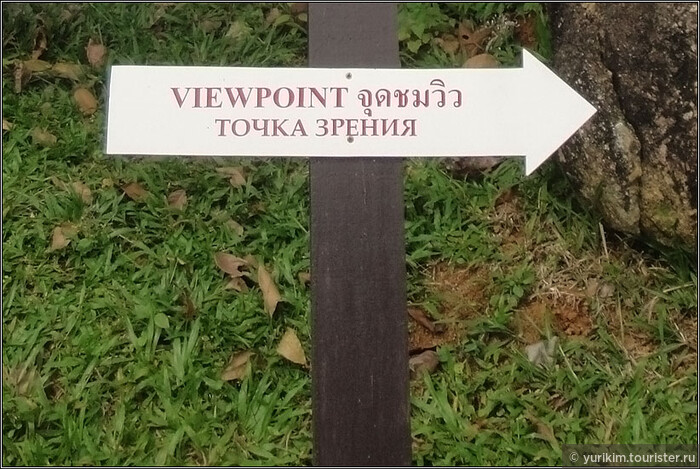 VIEWPOINT จุดชมวิว
ТОЧКА ЗРЕНИЯ
© yurikim.tourister.ru